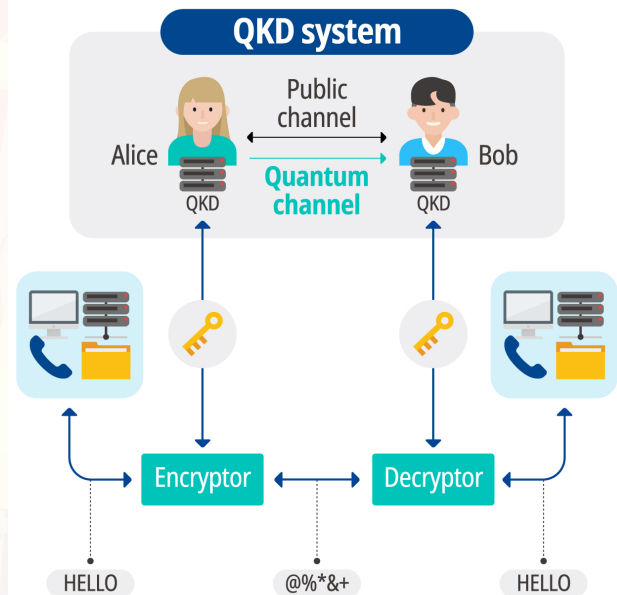 QKD system
Public
channel
Alice
Bob
Quantum
channel
QKD
QKD
Encryptor
Decryptor
HELLO
@%*&+
HELLO